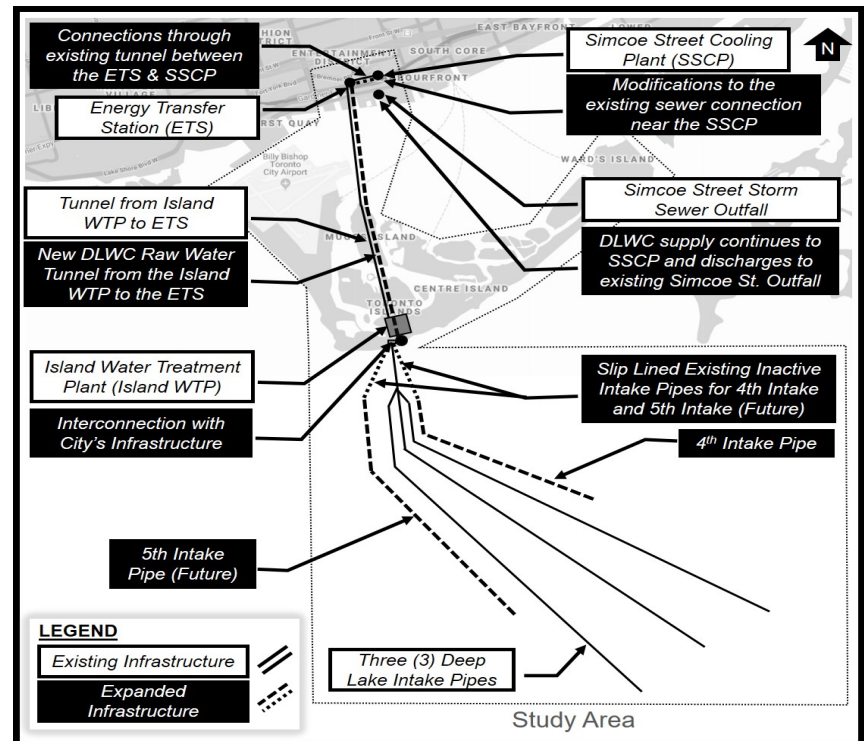 Connections through
existing tunnel between
the ETS & SSCP
Energy Transfer
Station (ETS)
Tunnel from Island
WTP to ETS
New DLWC Raw Water
Tunnel from the Island
WTP to the ETS
Island Water Treatment
Plant (Island WTP)
Interconnection with
City's Infrastructure
5th Intake
Pipe (Future)
Simcoe Street Cooling
Plant (SSCP)
Modifications to the
existing sewer connection
near the SSCP
Simcoe Street Storm
Sewer Outfall
DLWC supply continues to
SSCP and discharges to
existing Simcoe St. Outfall
Slip Lined Existing Inactive
Intake Pipes for 4th Intake
and 5th Intake (Future)
4th Intake Pipe
Three (3) Deep
Lake Intake Pipes
N
EAST BAYFRONT
SOUTH CORE
ENTERTAINMENT
DISTRICT
Front St W
VILLAGE
Billy Bishop
Toronto
City Airport
WARD'S ISLAND
CENTRE ISLAND
TORONTO
ISLANDS
Lake Shore Blvd W
LEGEND
Existing Infrastructure
Expanded
Infrastructure
Study Area